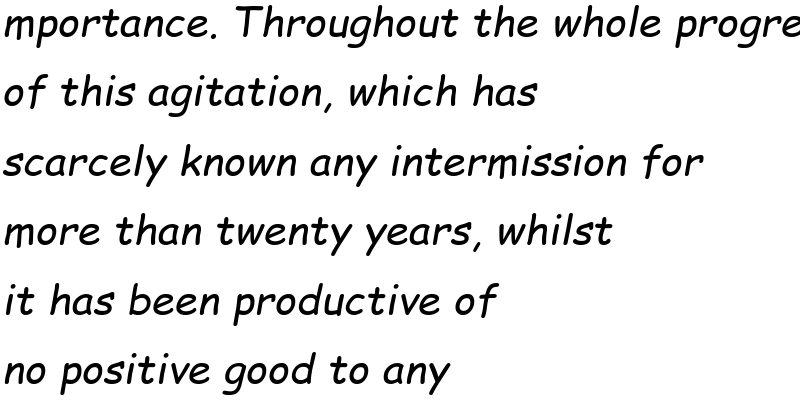 mportance. Throughout the whole progre
of this agitation, which has
scarcely known any intermission for
more than twenty years, whilst
it has been productive of
no positive good to any